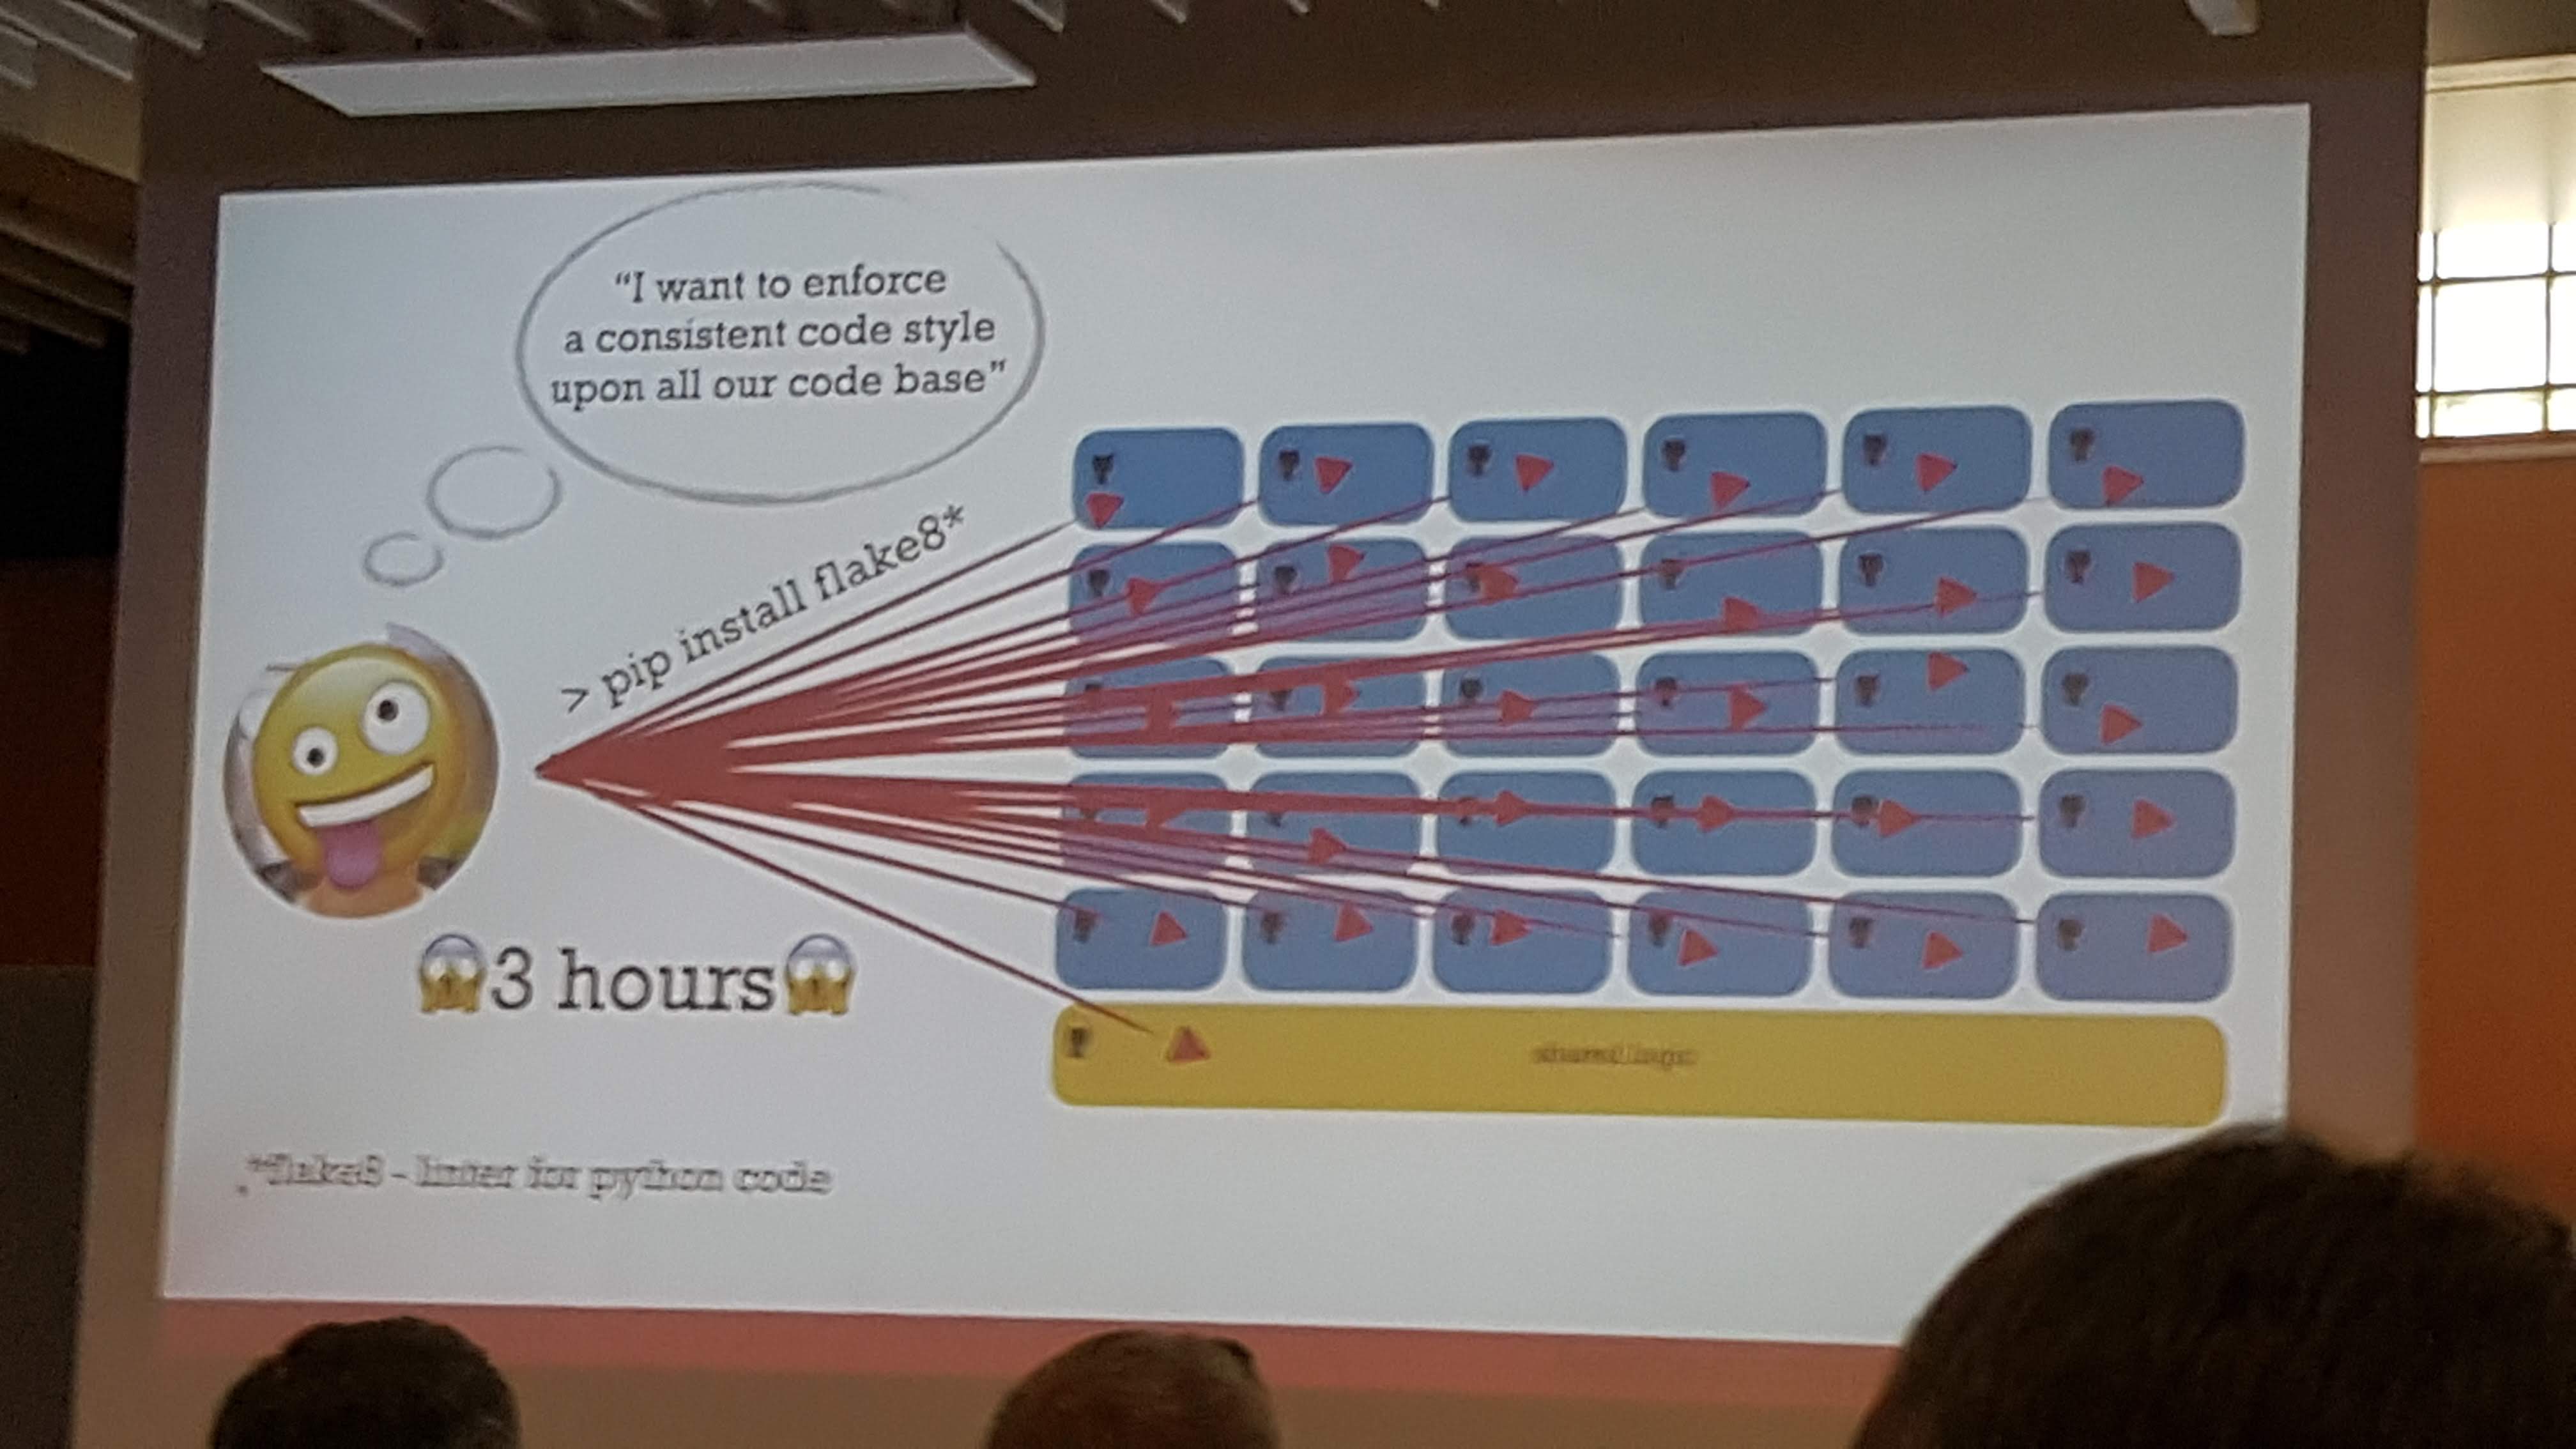 “I want to enforce
a consistent code style
upon all our code base”
> pip install flake8*
😱3 hours😱
shared logic
*flake8 - linter for python code